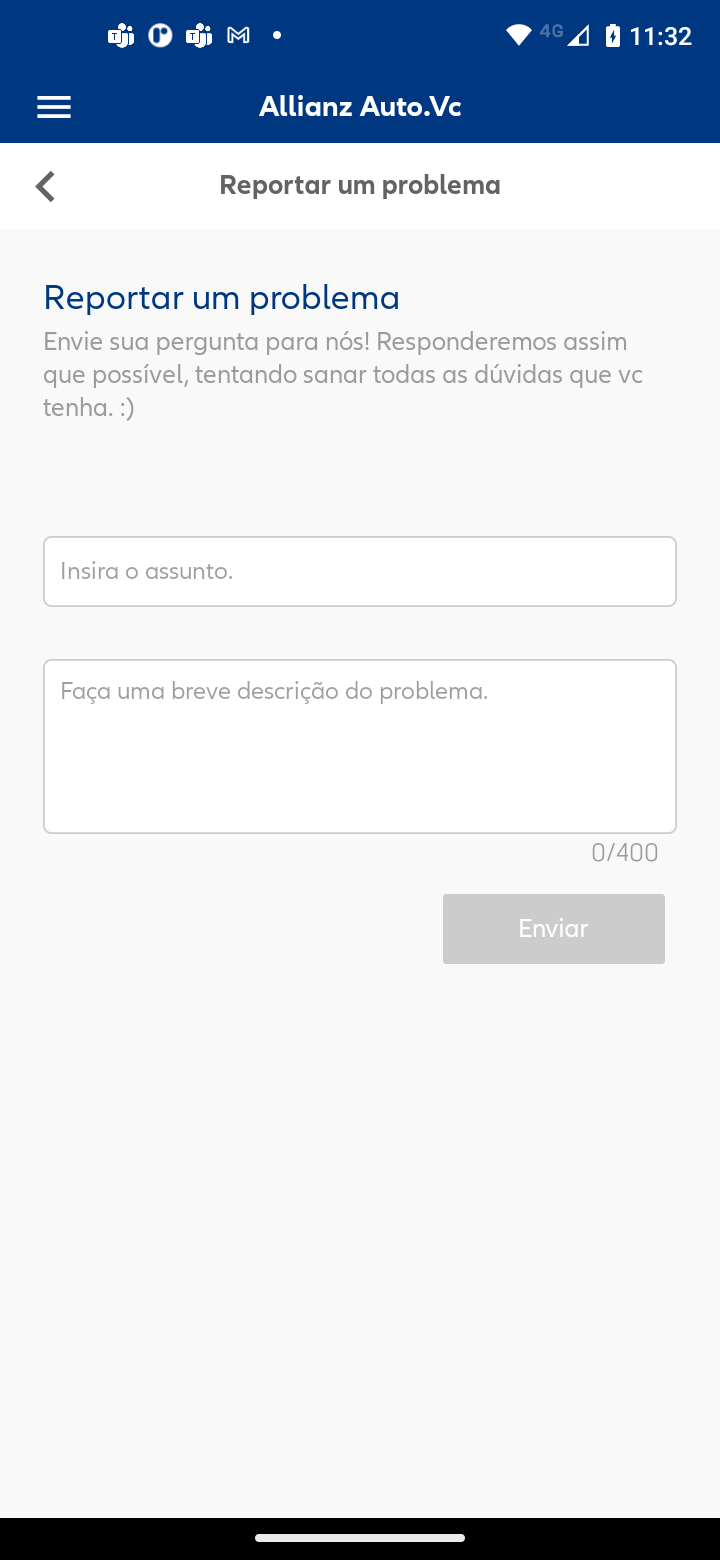 4G 11:32
Allianz Auto.Vc
Reportar um problema
Reportar um problema
Envie sua pergunta para nós! Responderemos assim
que possível, tentando sanar todas as dúvidas que vc
tenha. :)
Insira o assunto.
Faça uma breve descrição do problema.
0/400
Enviar